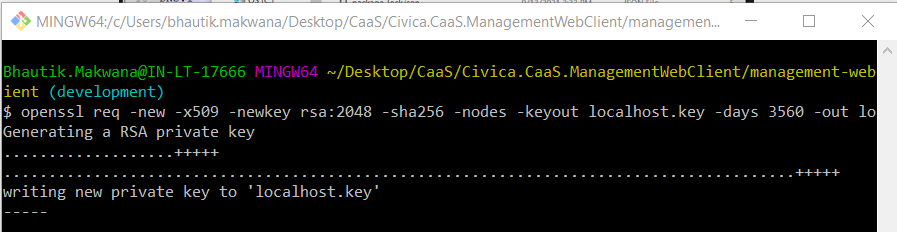 MINGW64:/c/Users/bhautik.makwana/Desktop/CaaS/Civica.CaaS.ManagementWebClient/managemen...
Bhautik.Makwana@IN-LT-17666 MINGW64 ~/Desktop/CaaS/Civica.CaaS.ManagementWebClient/management-web
ient (development)
$ openssl req -new -x509 -newkey rsa:2048 -sha256 -nodes -keyout localhost.key -days 3560 -out lo
Generating a RSA private key
...................+++++
................................................................................+++++
writing new private key to 'localhost.key'
-----